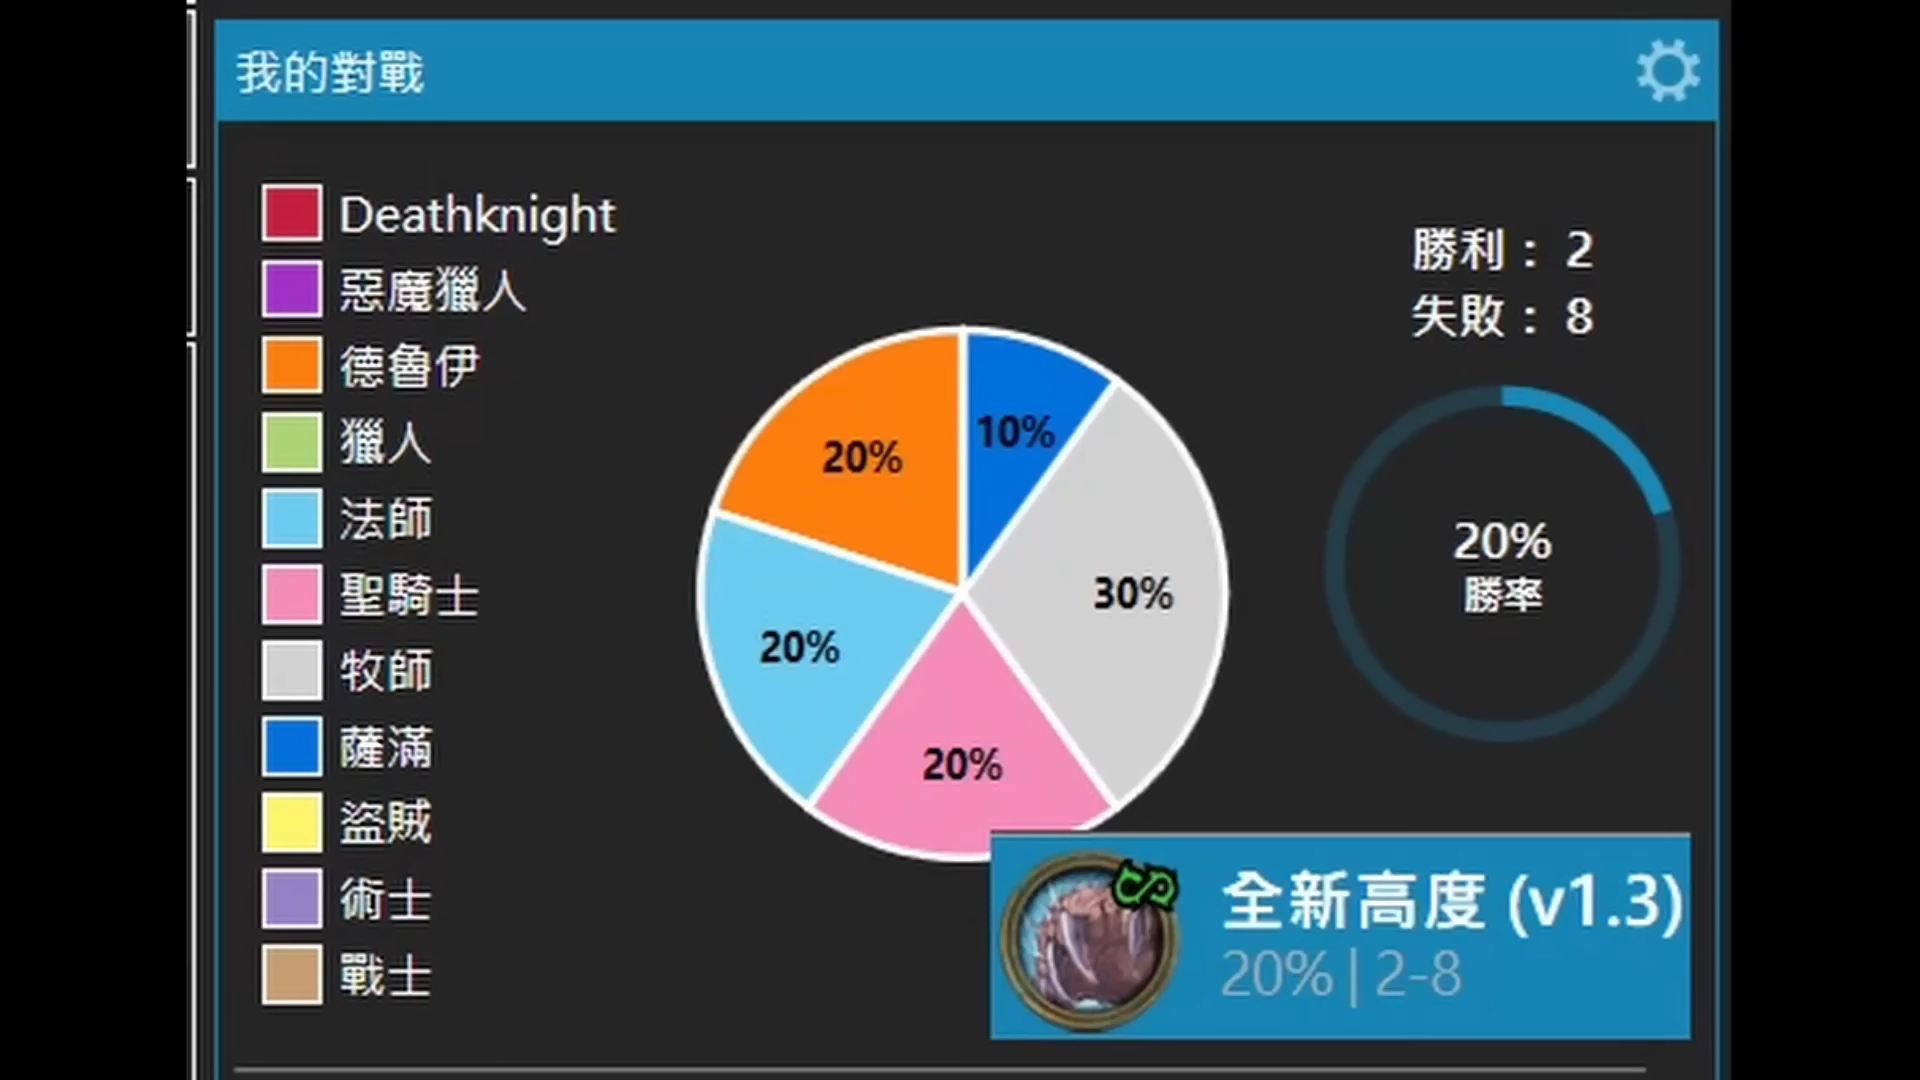 我的對戰
Deathknight
惡魔獵人
德魯伊
獵人
法師
聖騎士
牧師
薩滿
盜賊
術士
戰士
10%
30%
20%
20%
20%
勝利： 2
失敗： 8
20%
勝率
全新高度 (v1.3)
20% | 2-8